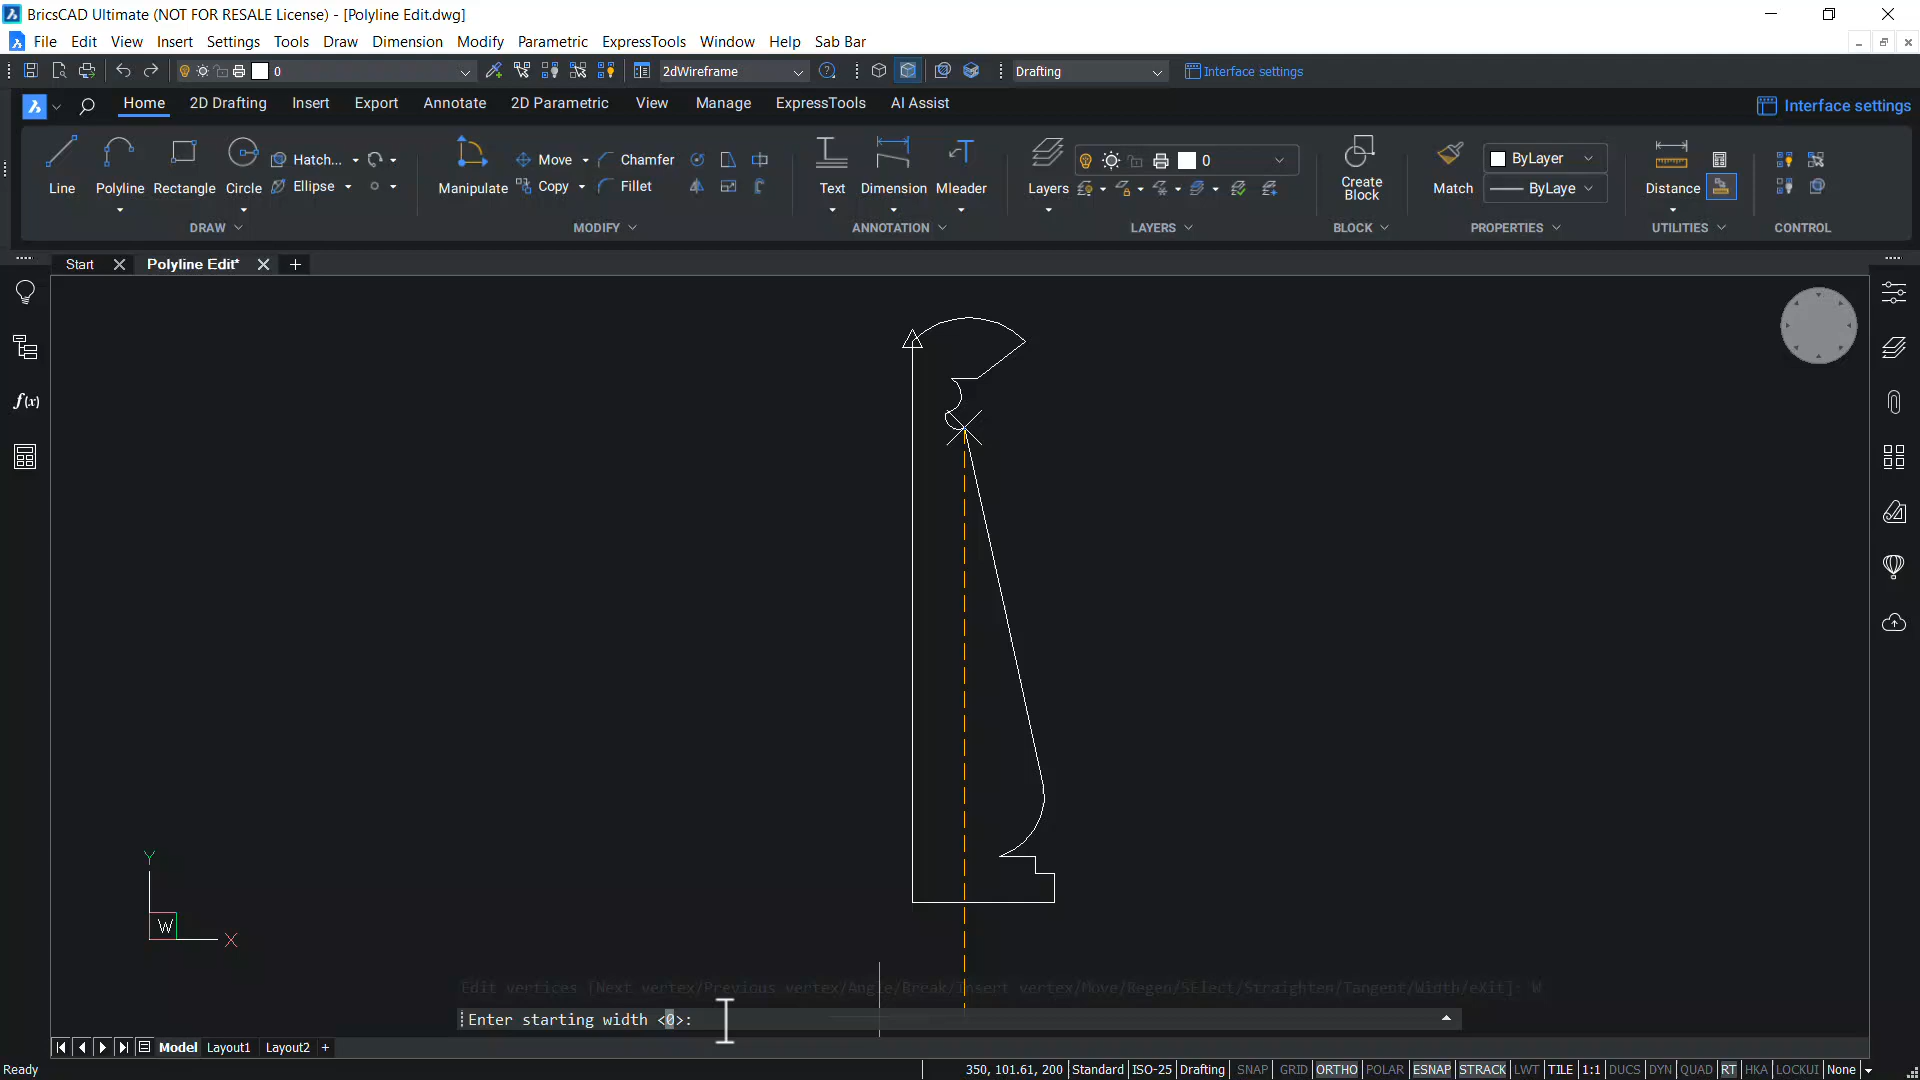 BricsCAD Ultimate (NOT FOR RESALE License) - [Polyline Edit.dwg]
File Edit View Insert Settings Tools Draw Dimension Modify Parametric ExpressTools Window Help Sab Bar
0 2dWireframe Drafting Interface settings
Home 2D Drafting Insert Export Annotate 2D Parametric View Manage ExpressTools AI Assist Interface settings
Hatch... Move Chamfer 0 ByLayer
Line Polyline Rectangle Circle Ellipse Manipulate Copy Fillet Text Dimension Mleader Layers Create Block Match ByLaye Distance
DRAW MODIFY ANNOTATION LAYERS BLOCK PROPERTIES UTILITIES CONTROL
Start Polyline Edit*
f(x)
Y
W
X
Edit vertices [Next vertex/Previous vertex/Angle/Break/Insert vertex/Move/Regen/SElect/Straighten/Tangent/Width/eXit]: W
Enter starting width <0>:
Model Layout1 Layout2 +
Ready 350, 101.61, 200 Standard ISO-25 Drafting SNAP GRID ORTHO POLAR ESNAP STRACK LWT TILE 1:1 DUCS DYN QUAD RT HKA LOCKUI None